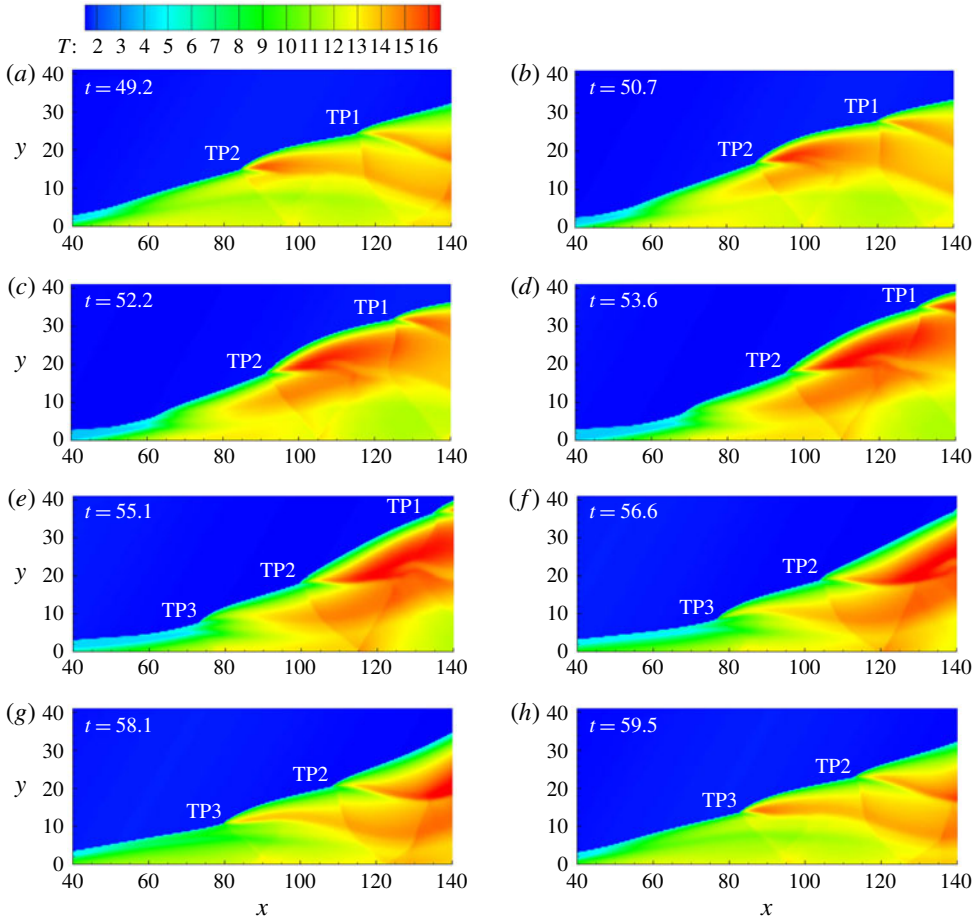 T: 2 3 4 5 6 7 8 9 10 11 12 13 14 15 16
(a) 40 t = 49.2
30 TP1
y 20 TP2
10
0
40 60 80 100 120 140
(b) 40 t = 50.7
30 TP1
20 TP2
10
0
40 60 80 100 120 140
(c) 40 t = 52.2
30 TP1
y 20 TP2
10
0
40 60 80 100 120 140
(d) 40 t = 53.6 TP1
30
20 TP2
10
0
40 60 80 100 120 140
(e) 40 t = 55.1 TP1
30
y 20 TP2
10 TP3
0
40 60 80 100 120 140
(f) 40 t = 56.6
30
20 TP2
10 TP3
0
40 60 80 100 120 140
(g) 40 t = 58.1
30
y 20 TP2
10 TP3
0
40 60 80 100 120 140
x
(h) 40 t = 59.5
30
20 TP2
10 TP3
0
40 60 80 100 120 140
x